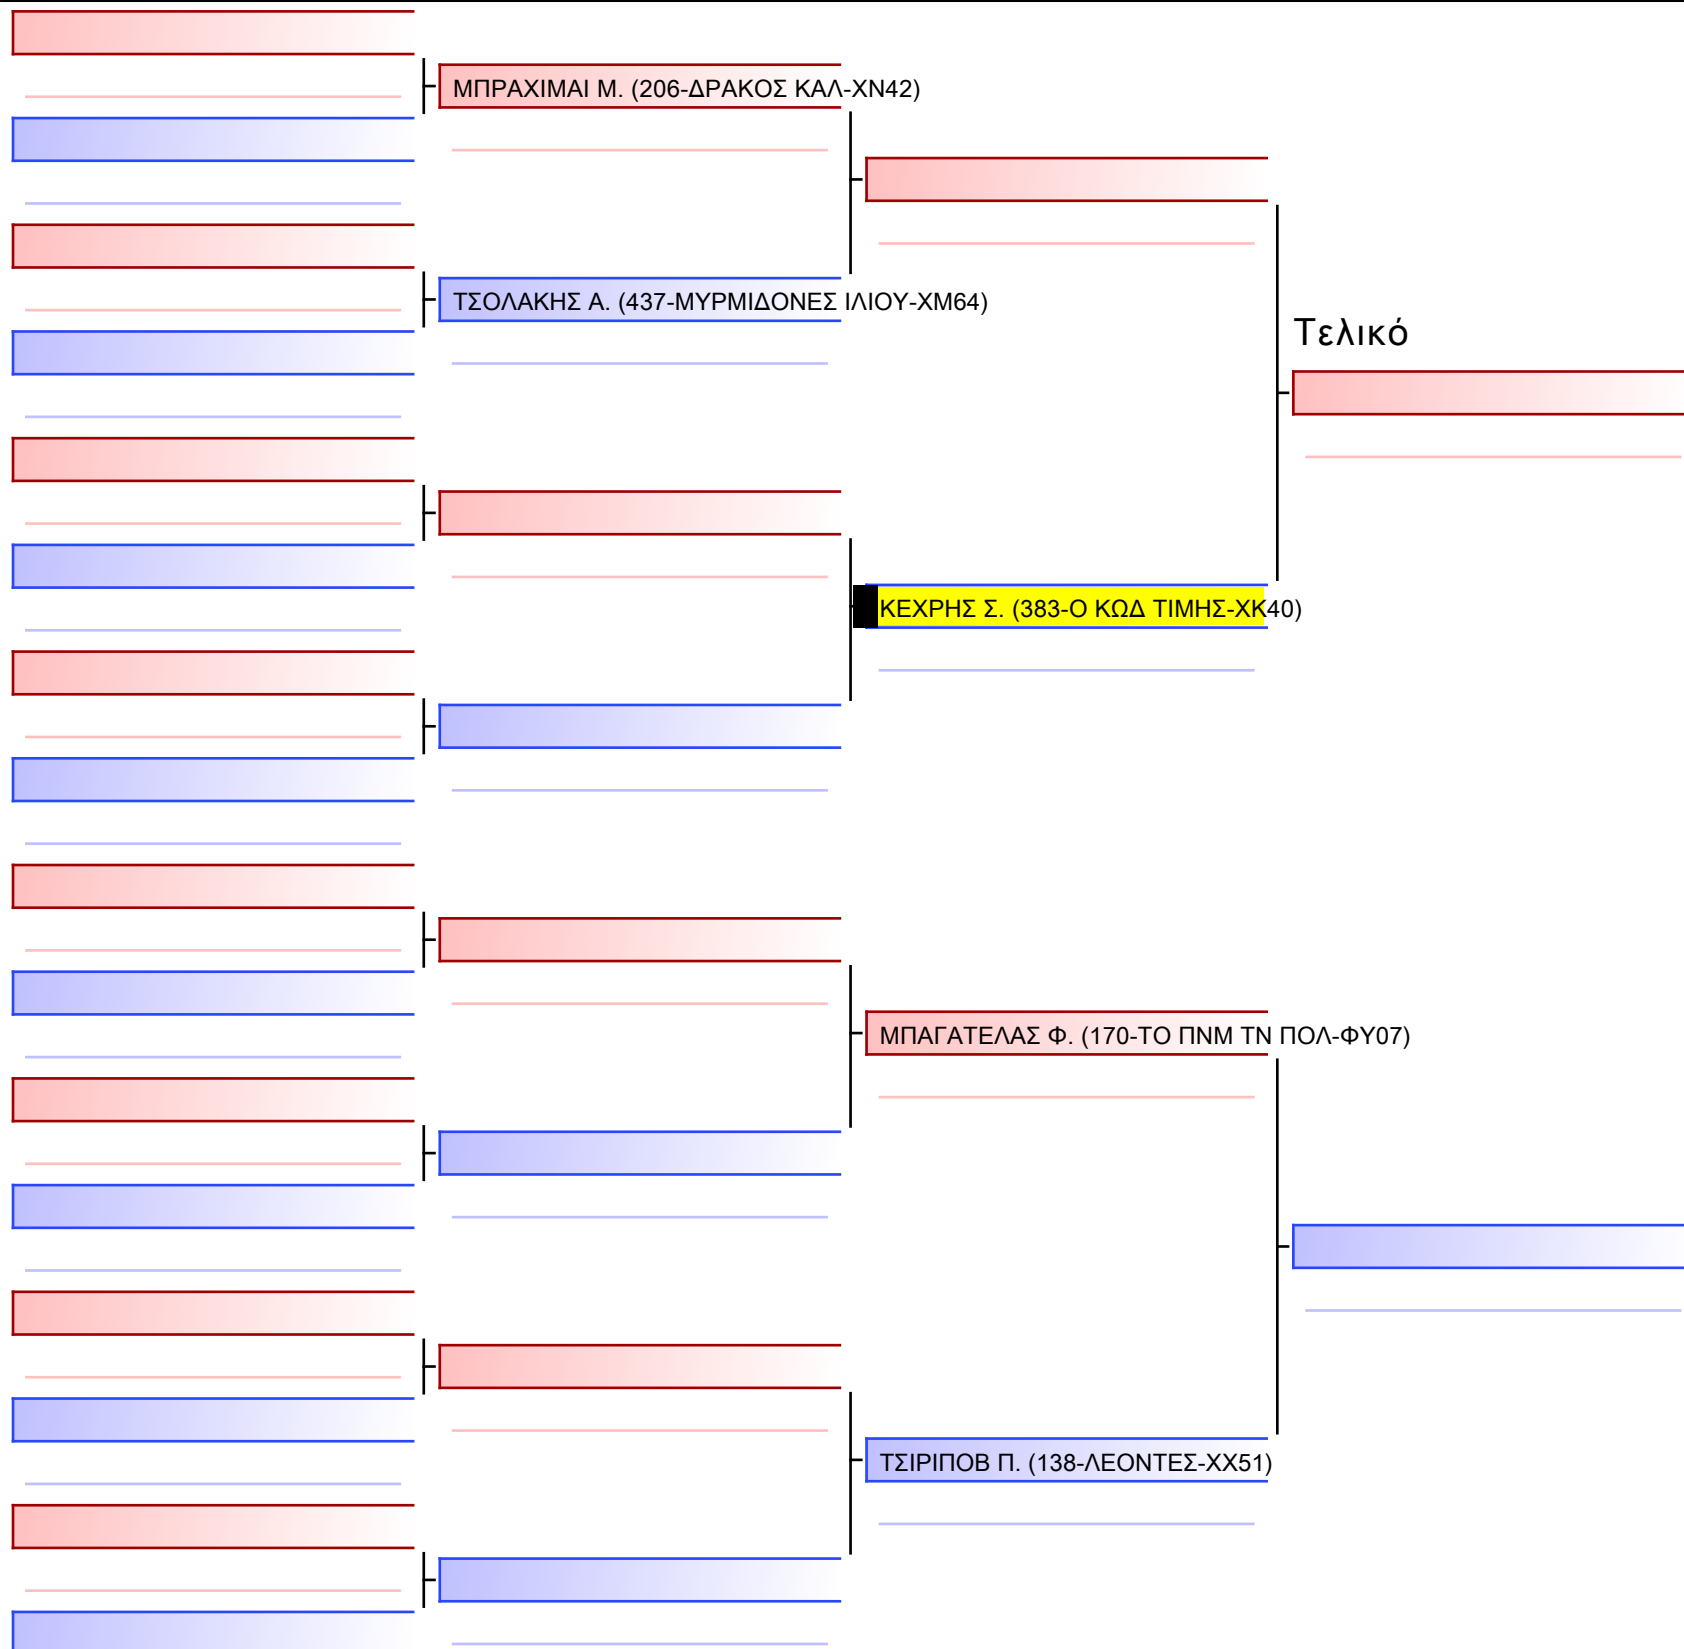 ΜΠΡΑΧΙΜΑΙ Μ. (206-ΔΡΑΚΟΣ ΚΑΛ-ΧΝ42)
ΤΣΟΛΑΚΗΣ Α. (437-ΜΥΡΜΙΔΟΝΕΣ ΙΛΙΟΥ-ΧΜ64)
Τελικό
ΚΕΧΡΗΣ Σ. (383-Ο ΚΩΔ ΤΙΜΗΣ-ΧΚ40)
ΜΠΑΓΑΤΕΛΑΣ Φ. (170-ΤΟ ΠΝΜ ΤΝ ΠΟΛ-ΦΥ07)
ΤΣΙΡΙΠΟΒ Π. (138-ΛΕΟΝΤΕΣ-ΧΧ51)